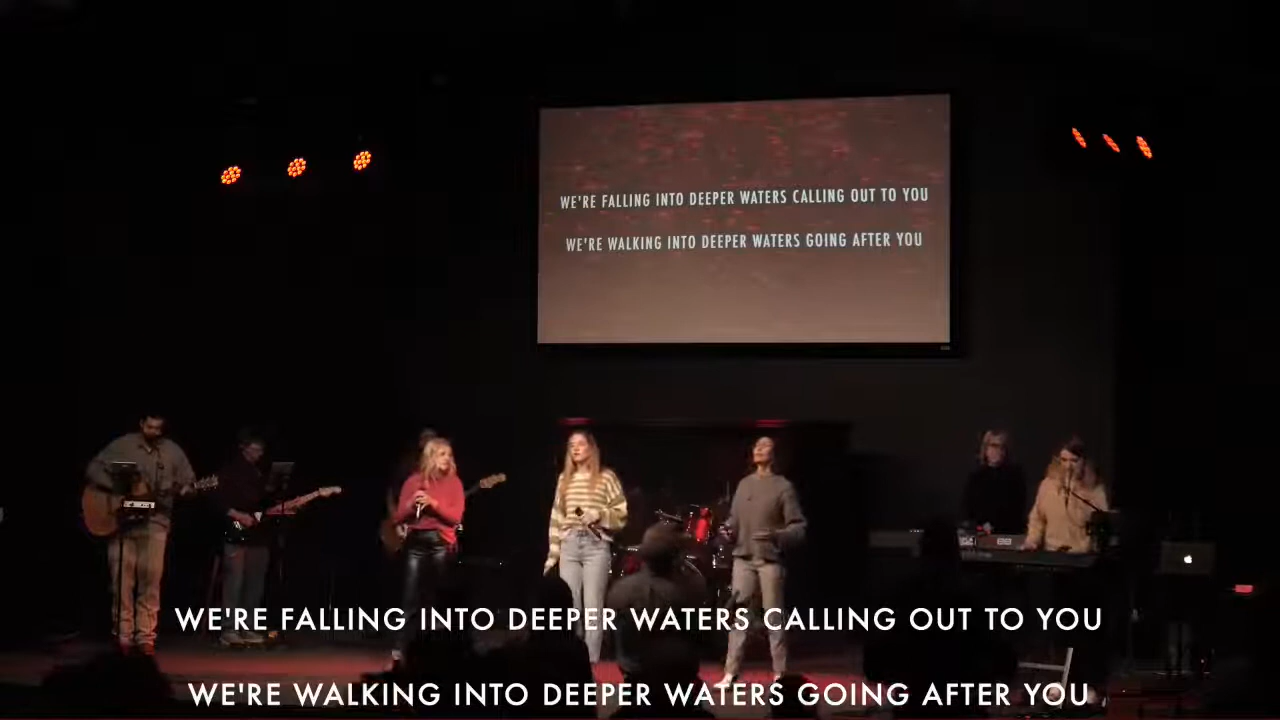 WE'RE FALLING INTO DEEPER WATERS CALLING OUT TO YOU
WE'RE WALKING INTO DEEPER WATERS GOING AFTER YOU
WE'RE FALLING INTO DEEPER WATERS CALLING OUT TO YOU
WE'RE WALKING INTO DEEPER WATERS GOING AFTER YOU